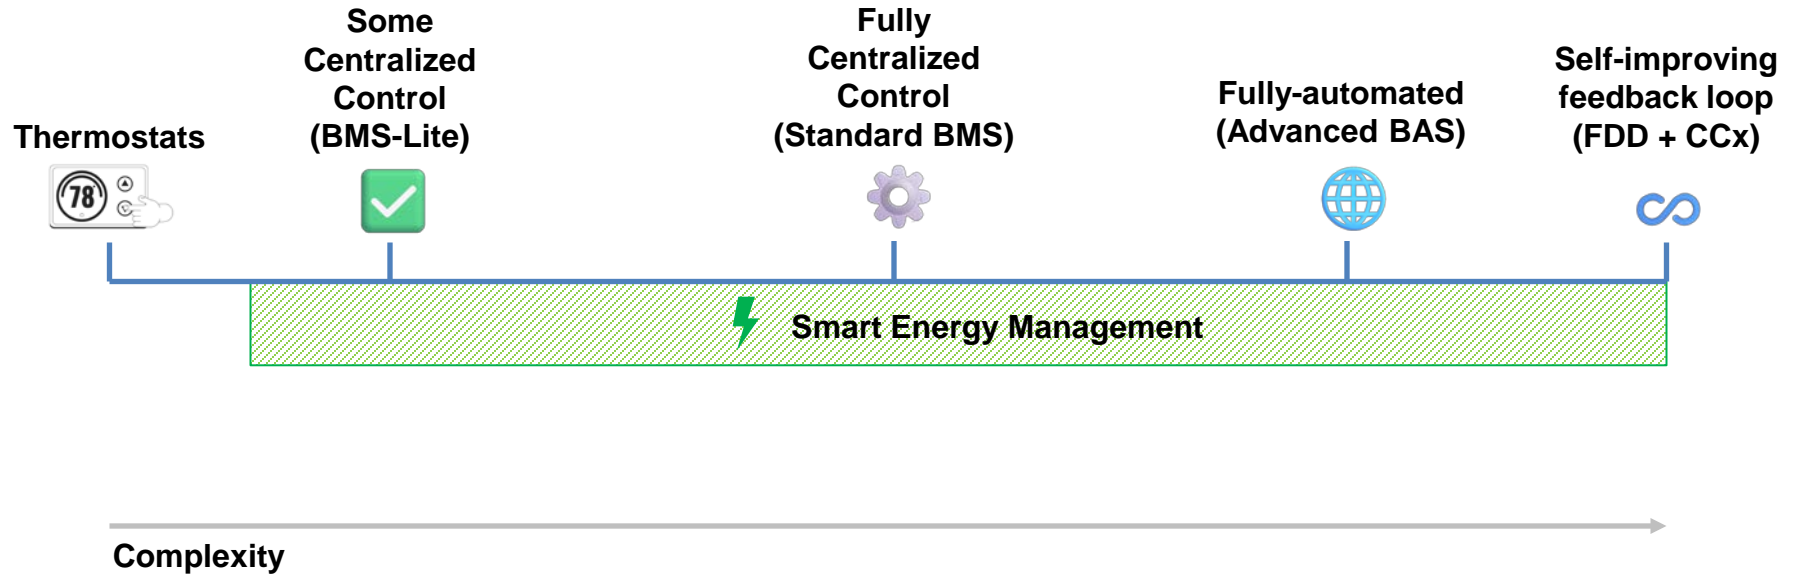 Thermostats
78°
Some
Centralized
Control
(BMS-Lite)
Fully
Centralized
Control
(Standard BMS)
Fully-automated
(Advanced BAS)
Self-improving
feedback loop
(FDD + CCx)
Smart Energy Management
Complexity